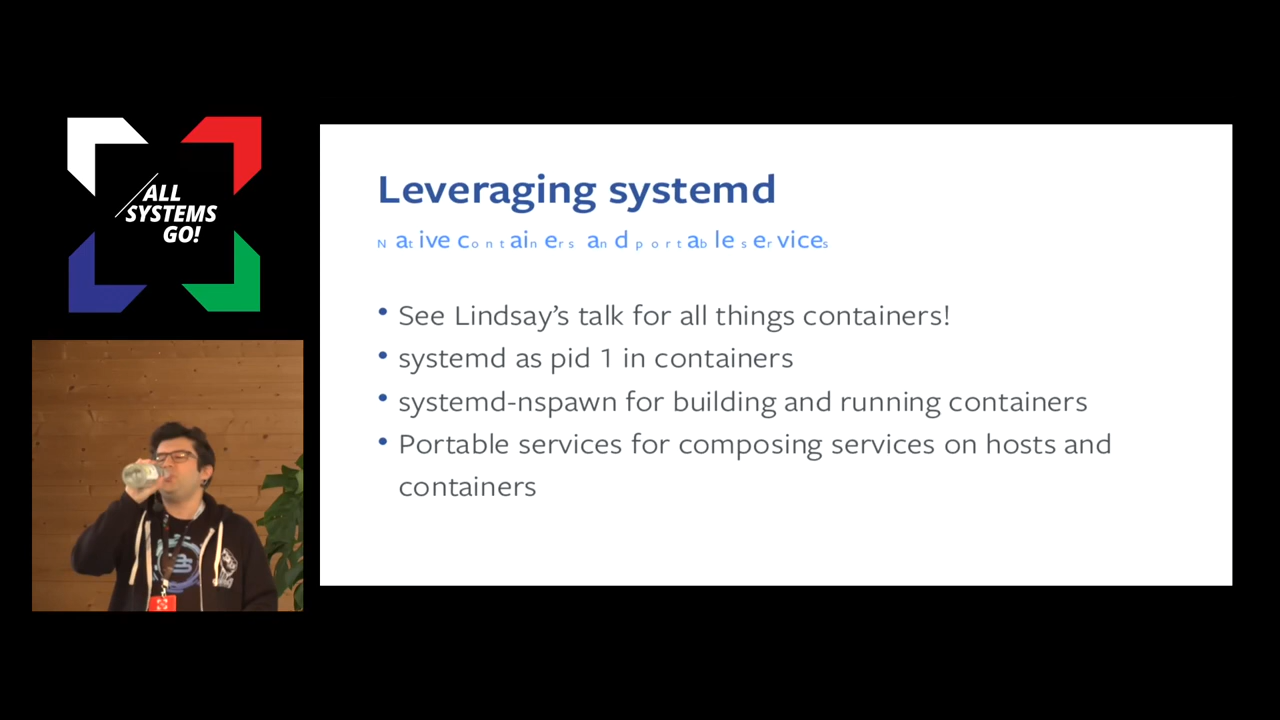 ALL
SYSTEMS
GO!
Leveraging systemd
Native containers and portable services
• See Lindsay’s talk for all things containers!
• systemd as pid 1 in containers
• systemd-nspawn for building and running containers
• Portable services for composing services on hosts and
containers